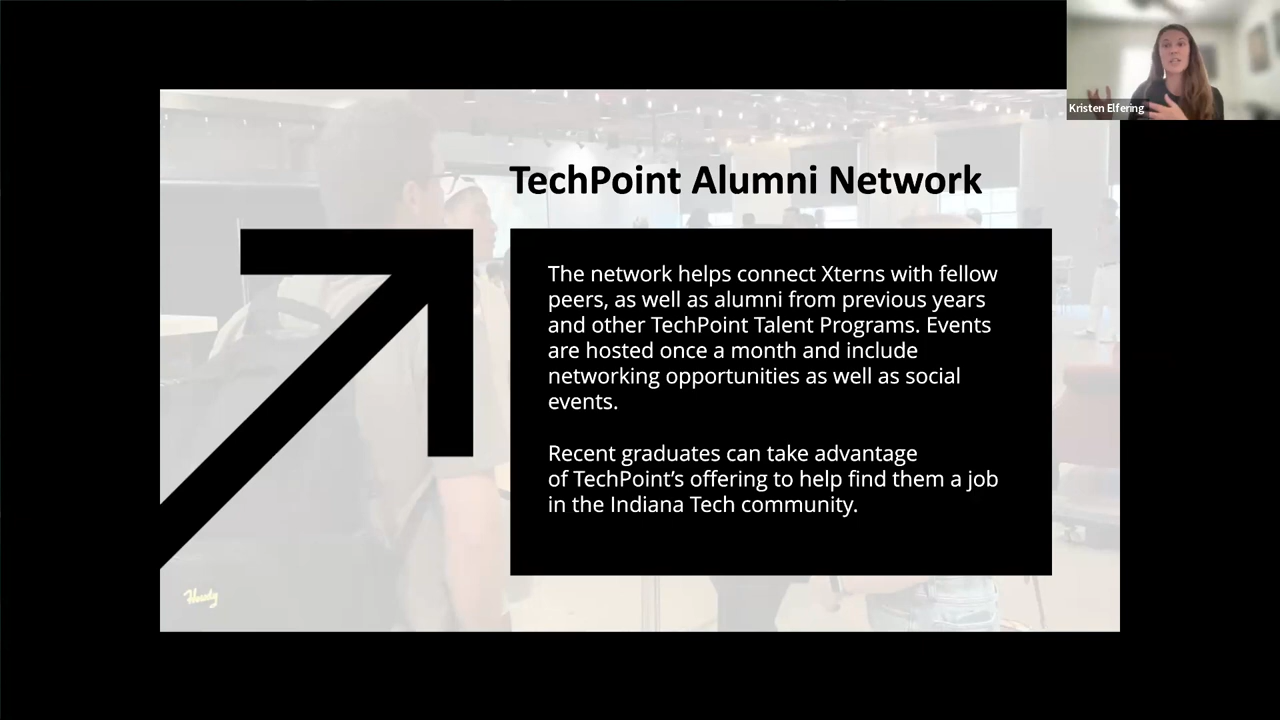 Kristen Elfering
TechPoint Alumni Network
The network helps connect Xterns with fellow
peers, as well as alumni from previous years
and other TechPoint Talent Programs. Events
are hosted once a month and include
networking opportunities as well as social
events.
Recent graduates can take advantage
of TechPoint’s offering to help find them a job
in the Indiana Tech community.
Howdy